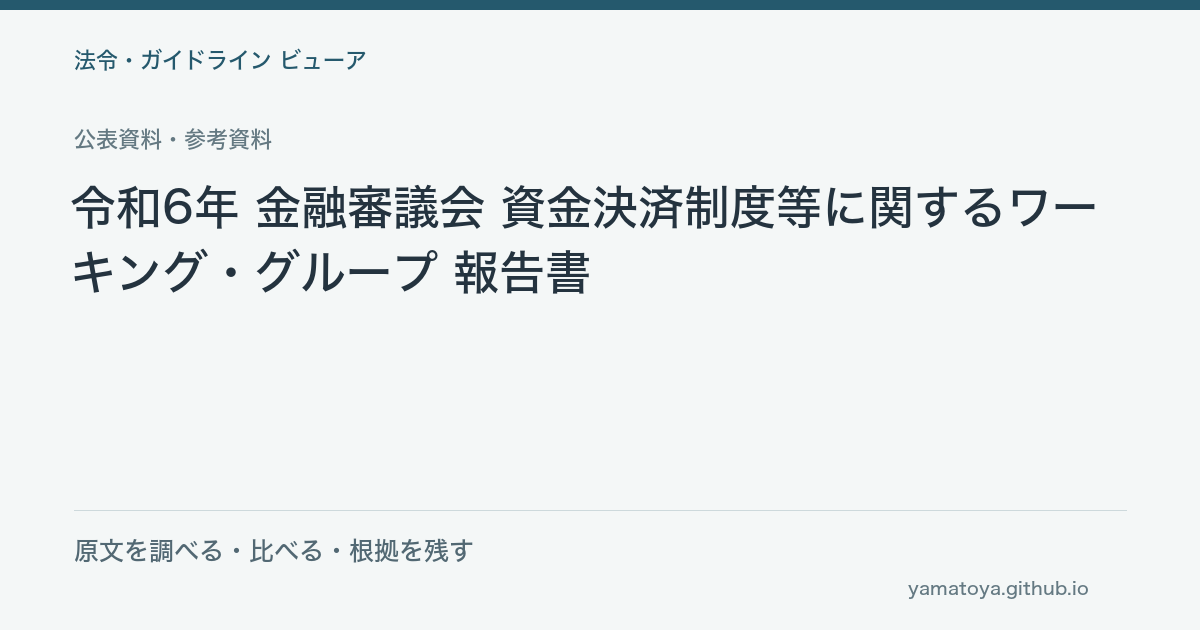 法令・ガイドライン ビューア
公表資料・参考資料
令和6年 金融審議会 資金決済制度等に関するワー
キング・グループ 報告書
原文を調べる・比べる・根拠を残す
yamatoya.github.io